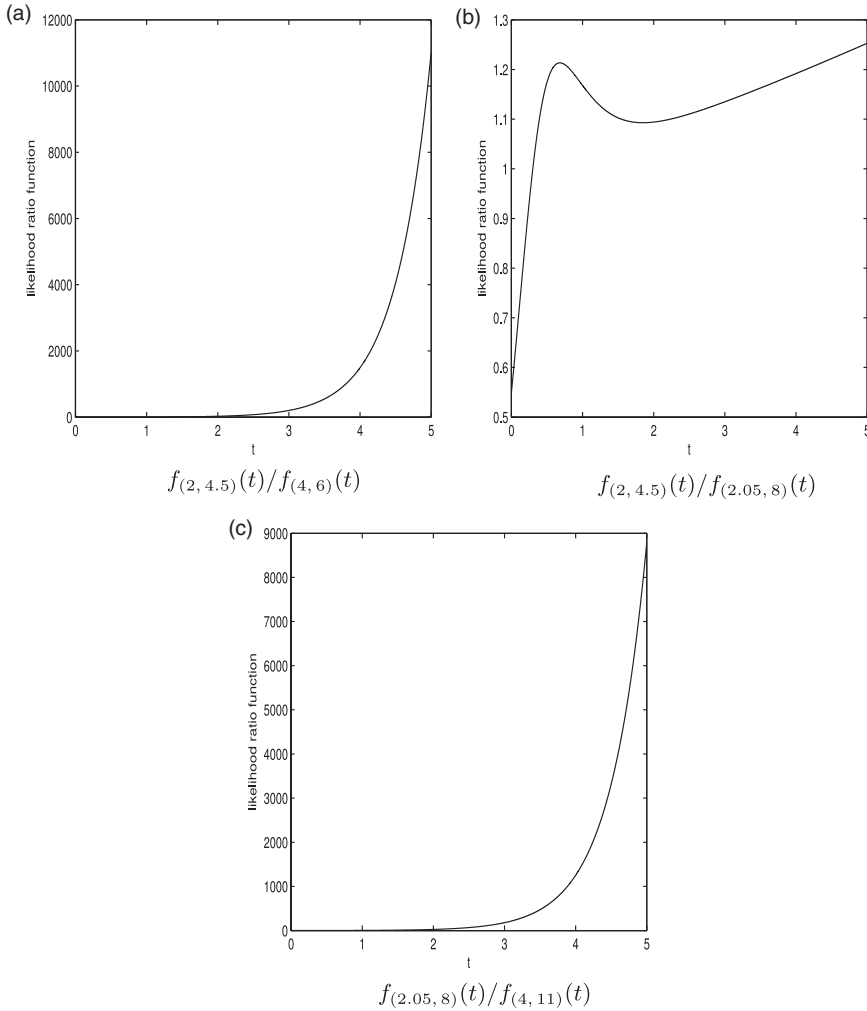 (a)
12000
10000
8000
6000
4000
2000
0
likelihood ratio function
0 1 2 3 4 5
t
f(2, 4.5)(t)/f(4, 6)(t)
(b)
1.3
1.2
1.1
1
0.9
0.8
0.7
0.6
0.5
likelihood ratio function
0 1 2 3 4 5
t
f(2, 4.5)(t)/f(2.05, 8)(t)
(c)
9000
8000
7000
6000
5000
4000
3000
2000
1000
0
likelihood ratio function
0 1 2 3 4 5
t
f(2.05, 8)(t)/f(4, 11)(t)